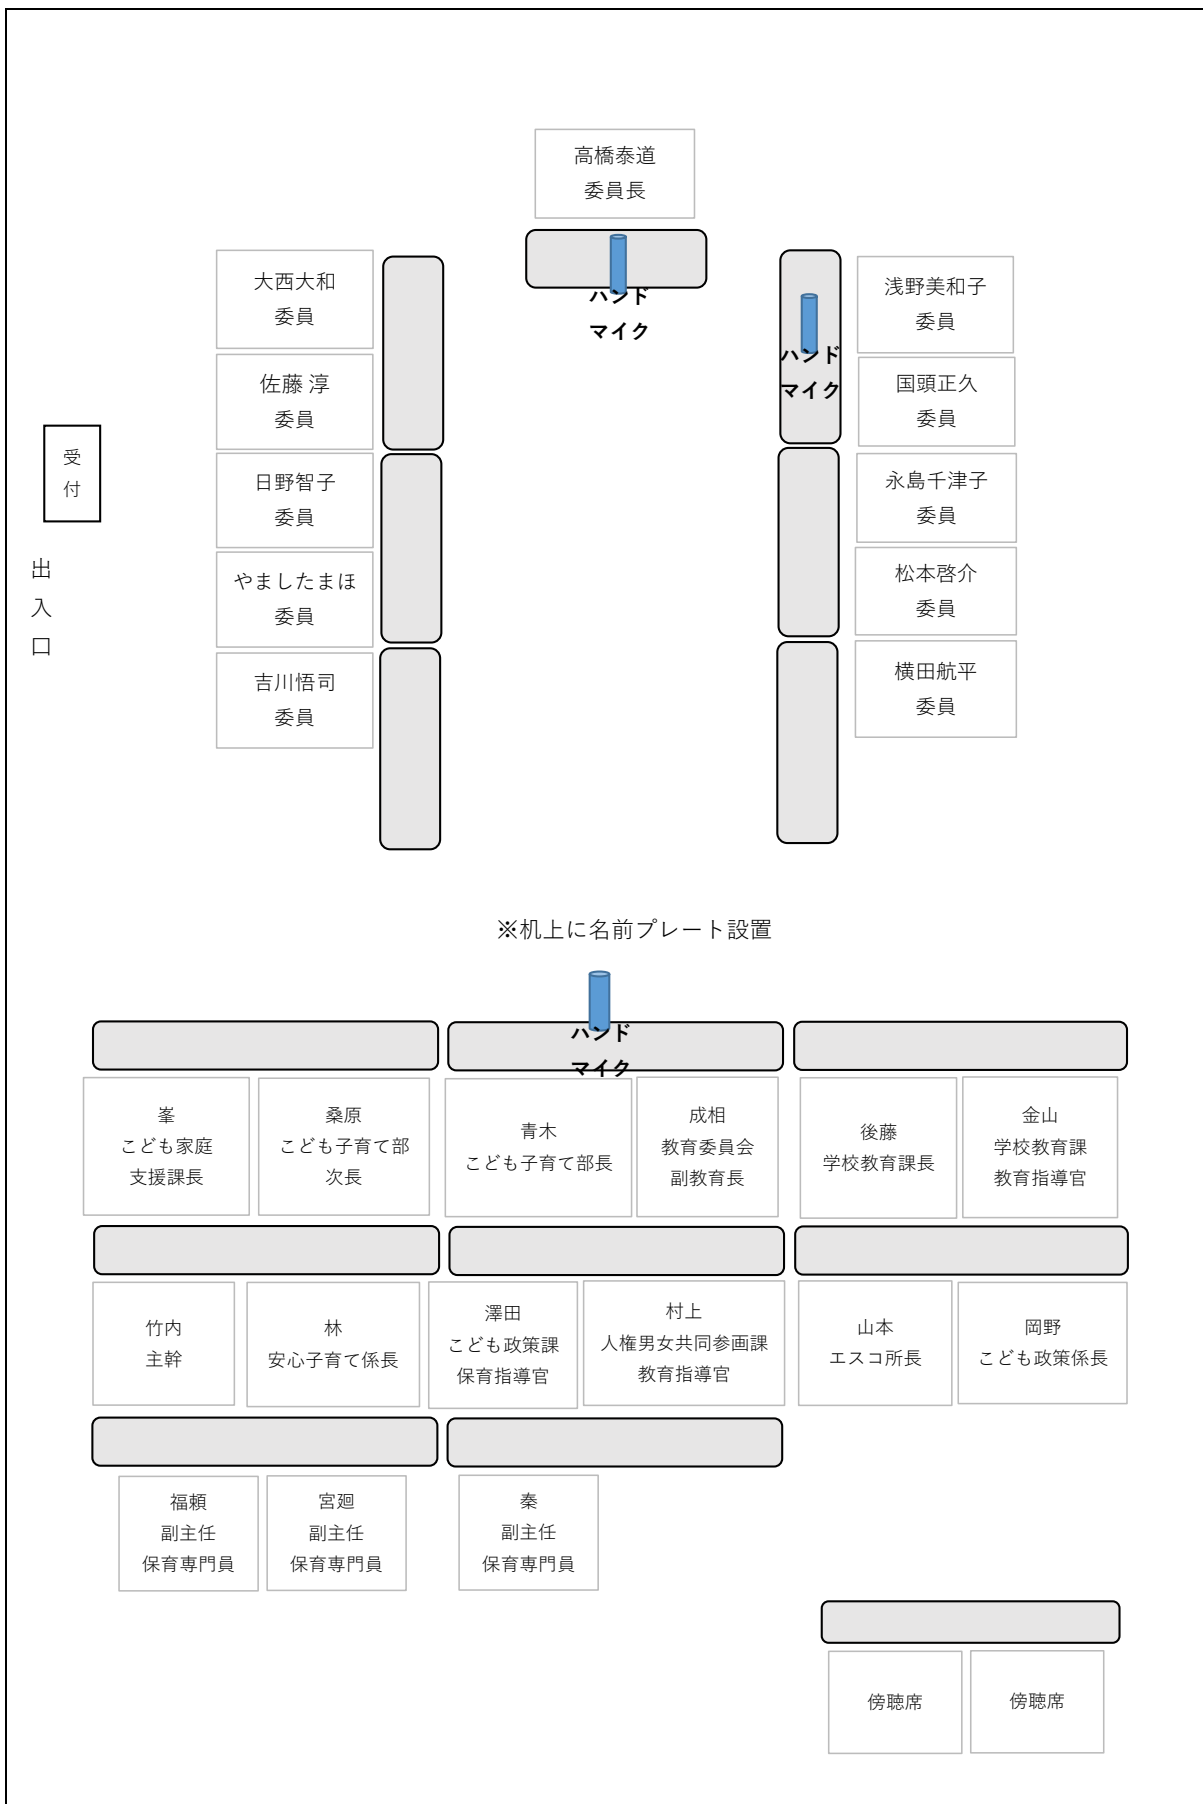 高橋泰道
委員長
ハンド
マイク
大西大和
委員
佐藤 淳
委員
日野智子
委員
やましたまほ
委員
吉川悟司
委員
ハンド
マイク
浅野美和子
委員
国頭正久
委員
永島千津子
委員
松本啓介
委員
横田航平
委員
受
付
出
入
口
※机上に名前プレート設置
ハンド
マイク
峯
こども家庭
支援課長
桑原
こども子育て部
次長
青木
こども子育て部長
成相
教育委員会
副教育長
後藤
学校教育課長
金山
学校教育課
教育指導官
竹内
主幹
林
安心子育て係長
澤田
こども政策課
保育指導官
村上
人権男女共同参画課
教育指導官
山本
エスコ所長
岡野
こども政策係長
福頼
副主任
保育専門員
宮廻
副主任
保育専門員
秦
副主任
保育専門員
傍聴席
傍聴席